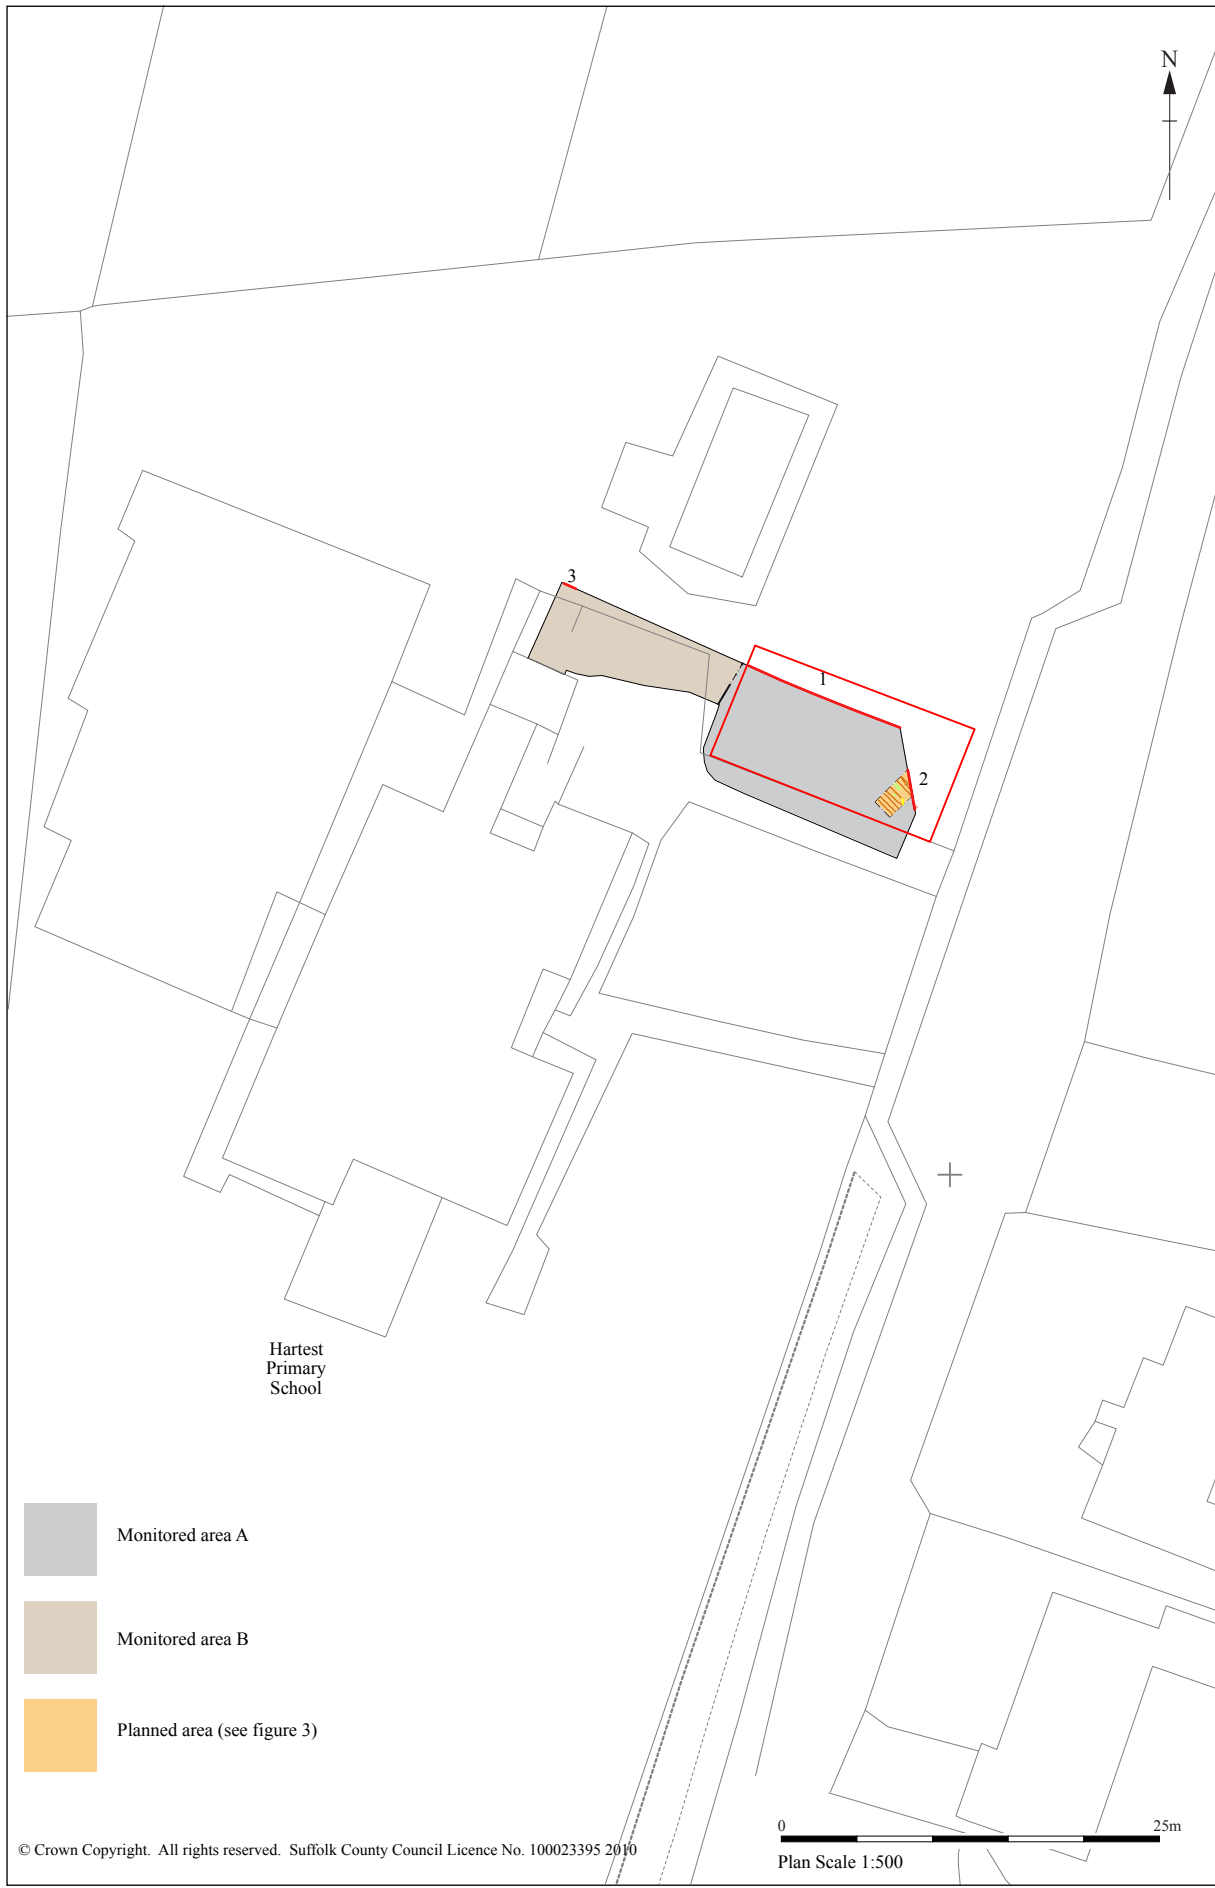 N
3
1
2
Hartest
Primary
School
Monitored area A
Monitored area B
Planned area (see figure 3)
0 25m
© Crown Copyright. All rights reserved. Suffolk County Council Licence No. 100023395 2010
Plan Scale 1:500